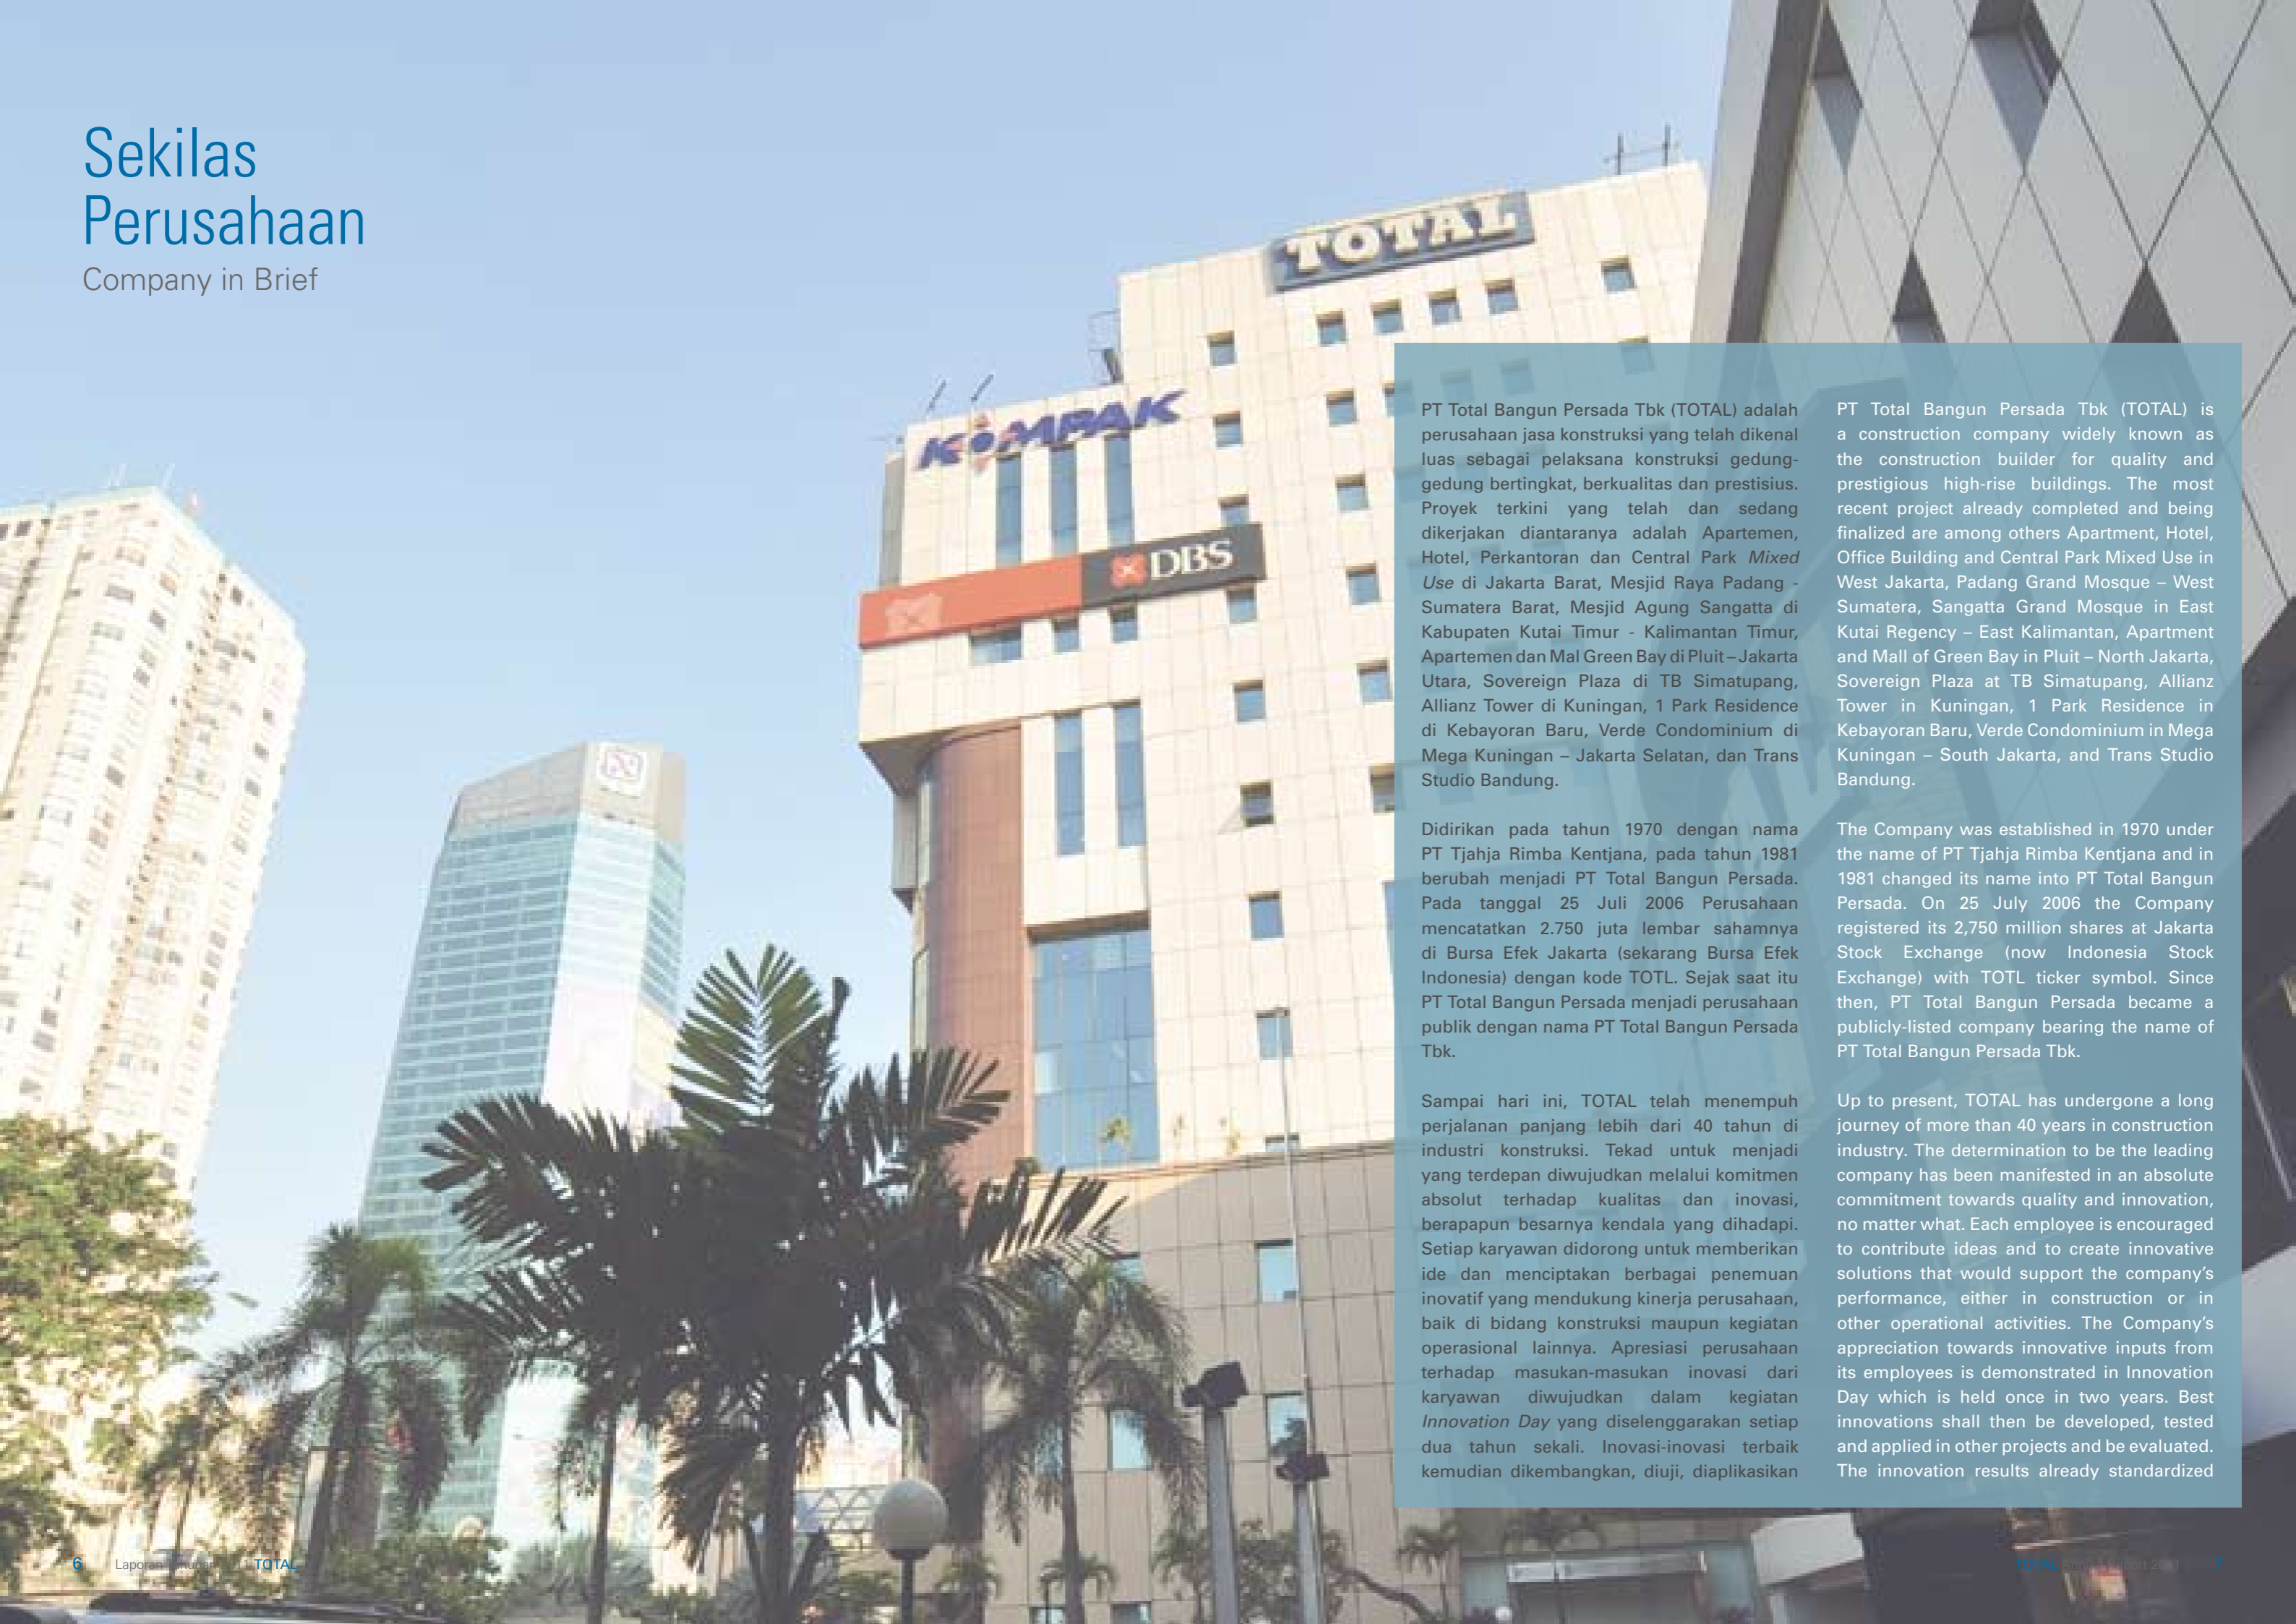 Sekilas
Perusahaan
Company in Brief
TOTAL
KOMPAK
DBS
PT Total Bangun Persada Tbk (TOTAL) adalah
perusahaan jasa konstruksi yang telah dikenal
luas sebagai pelaksana konstruksi gedung-
gedung bertingkat, berkualitas dan prestisius.
Proyek terkini yang telah dan sedang
dikerjakan diantaranya adalah Apartemen,
Hotel, Perkantoran dan Central Park Mixed
Use di Jakarta Barat, Mesjid Raya Padang -
Sumatera Barat, Mesjid Agung Sangatta di
Kabupaten Kutai Timur - Kalimantan Timur,
Apartemen dan Mal Green Bay di Pluit – Jakarta
Utara, Sovereign Plaza di TB Simatupang,
Allianz Tower di Kuningan, 1 Park Residence
di Kebayoran Baru, Verde Condominium di
Mega Kuningan – Jakarta Selatan, dan Trans
Studio Bandung.
Didirikan pada tahun 1970 dengan nama
PT Tjahja Rimba Kentjana, pada tahun 1981
berubah menjadi PT Total Bangun Persada.
Pada tanggal 25 Juli 2006 Perusahaan
mencatatkan 2.750 juta lembar sahamnya
di Bursa Efek Jakarta (sekarang Bursa Efek
Indonesia) dengan kode TOTL. Sejak saat itu
PT Total Bangun Persada menjadi perusahaan
publik dengan nama PT Total Bangun Persada
Tbk.
Sampai hari ini, TOTAL telah menempuh
perjalanan panjang lebih dari 40 tahun di
industri konstruksi. Tekad untuk menjadi
yang terdepan diwujudkan melalui komitmen
absolut terhadap kualitas dan inovasi,
berapapun besarnya kendala yang dihadapi.
Setiap karyawan didorong untuk memberikan
ide dan menciptakan berbagai penemuan
inovatif yang mendukung kinerja perusahaan,
baik di bidang konstruksi maupun kegiatan
operasional lainnya. Apresiasi perusahaan
terhadap masukan-masukan inovasi dari
karyawan diwujudkan dalam kegiatan
Innovation Day yang diselenggarakan setiap
dua tahun sekali. Inovasi-inovasi terbaik
kemudian dikembangkan, diuji, diaplikasikan
PT Total Bangun Persada Tbk (TOTAL) is
a construction company widely known as
the construction builder for quality and
prestigious high-rise buildings. The most
recent project already completed and being
finalized are among others Apartment, Hotel,
Office Building and Central Park Mixed Use in
West Jakarta, Padang Grand Mosque – West
Sumatera, Sangatta Grand Mosque in East
Kutai Regency – East Kalimantan, Apartment
and Mall of Green Bay in Pluit – North Jakarta,
Sovereign Plaza at TB Simatupang, Allianz
Tower in Kuningan, 1 Park Residence in
Kebayoran Baru, Verde Condominium in Mega
Kuningan – South Jakarta, and Trans Studio
Bandung.
The Company was established in 1970 under
the name of PT Tjahja Rimba Kentjana and in
1981 changed its name into PT Total Bangun
Persada. On 25 July 2006 the Company
registered its 2,750 million shares at Jakarta
Stock Exchange (now Indonesia Stock
Exchange) with TOTL ticker symbol. Since
then, PT Total Bangun Persada became a
publicly-listed company bearing the name of
PT Total Bangun Persada Tbk.
Up to present, TOTAL has undergone a long
journey of more than 40 years in construction
industry. The determination to be the leading
company has been manifested in an absolute
commitment towards quality and innovation,
no matter what. Each employee is encouraged
to contribute ideas and to create innovative
solutions that would support the company’s
performance, either in construction or in
other operational activities. The Company’s
appreciation towards innovative inputs from
its employees is demonstrated in Innovation
Day which is held once in two years. Best
innovations shall then be developed, tested
and applied in other projects and be evaluated.
The innovation results already standardized
6 Laporan TOTAL
TOTAL Annual Report 7